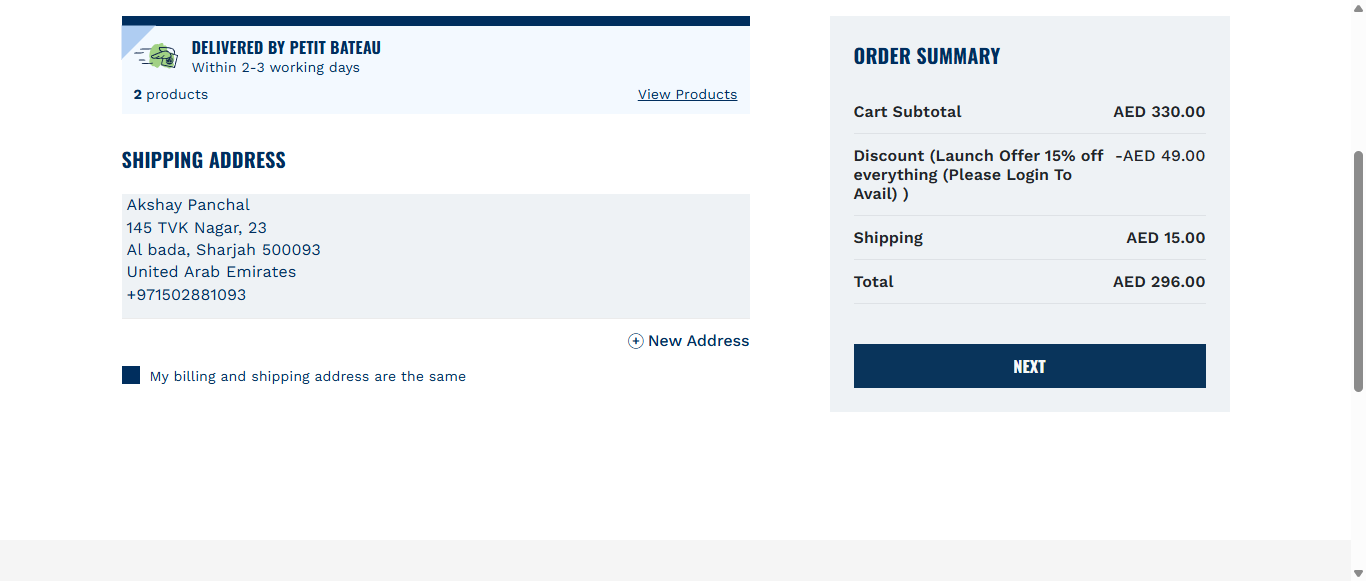 DELIVERED BY PETIT BATEAU
Within 2-3 working days
2 products
View Products
SHIPPING ADDRESS
Akshay Panchal
145 TVK Nagar, 23
Al bada, Sharjah 500093
United Arab Emirates
+971502881093
New Address
My billing and shipping address are the same
ORDER SUMMARY
Cart Subtotal AED 330.00
Discount (Launch Offer 15% off -AED 49.00
everything (Please Login To
Avail) )
Shipping AED 15.00
Total AED 296.00
NEXT